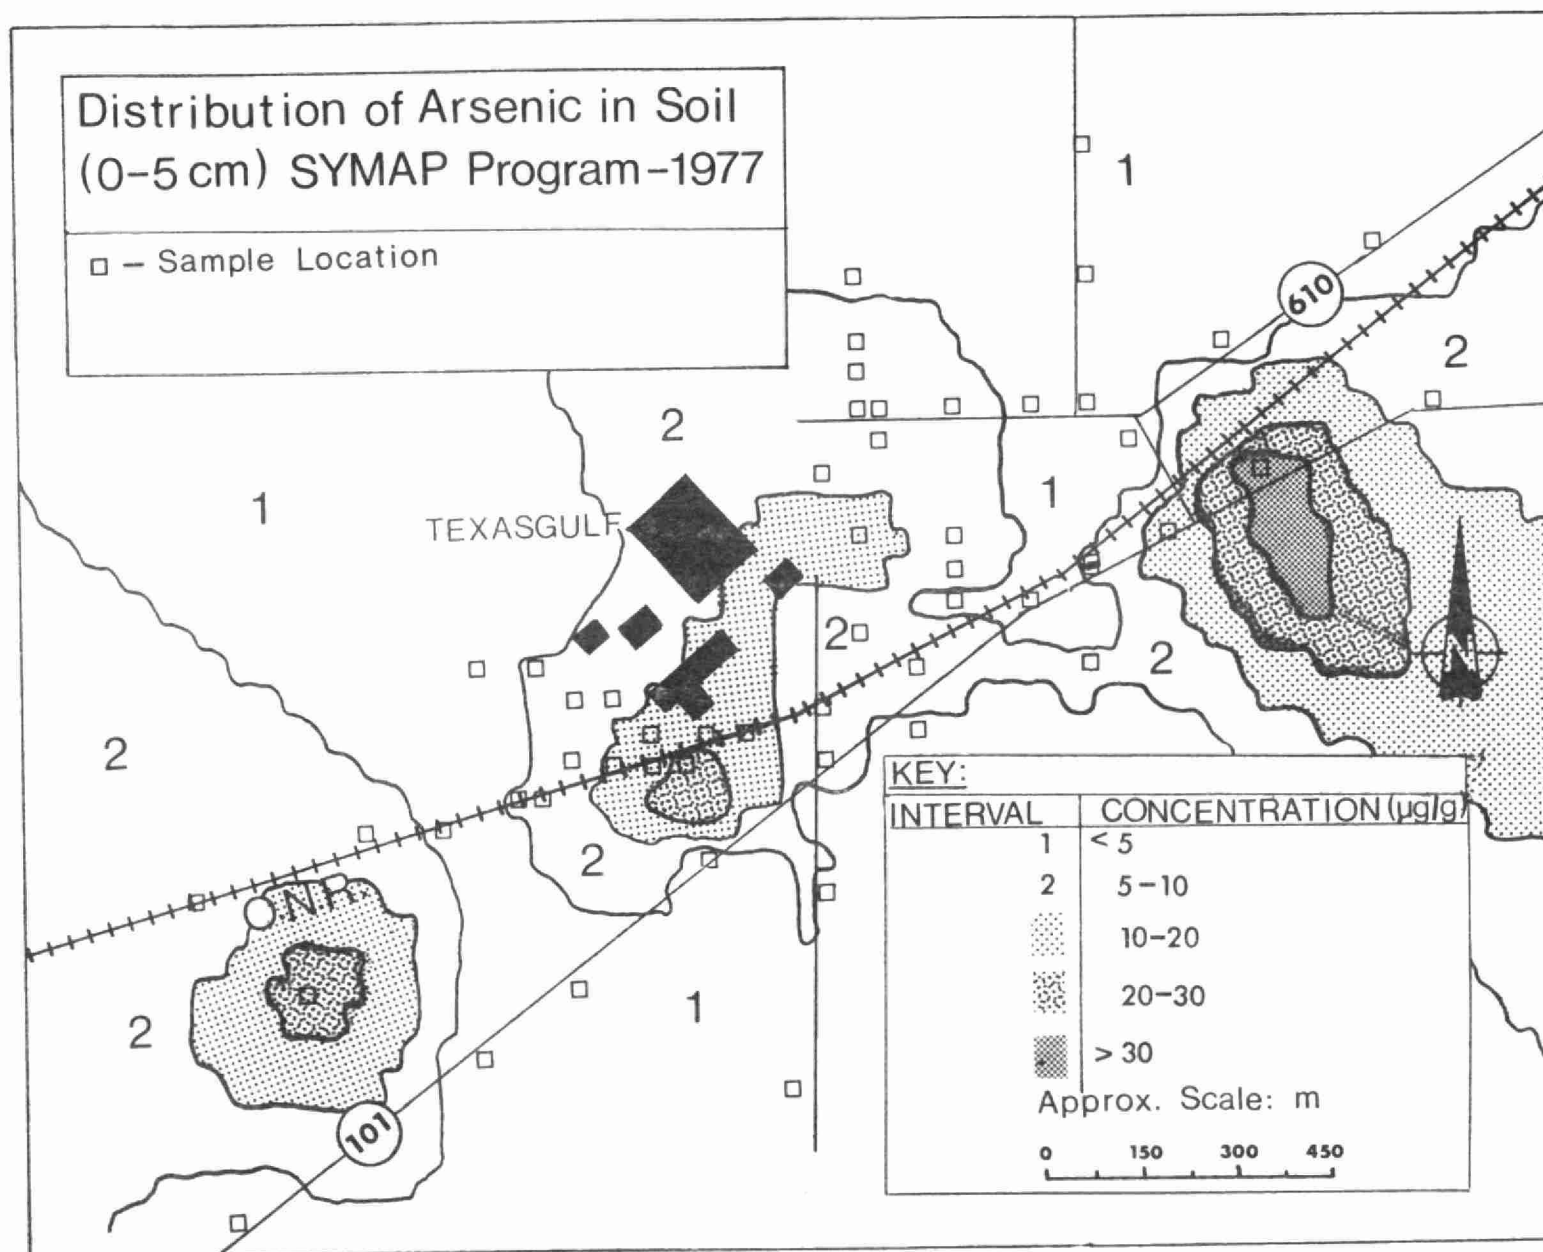 Distribution of Arsenic in Soil
(0-5 cm) SYMAP Program-1977
□ - Sample Location
1
610
2
2
1
1
TEXASGULF
2
2
N
2
2
O.N.R.
2
1
101
KEY:
INTERVAL CONCENTRATION (µg/g)
1 < 5
2 5-10
10-20
20-30
> 30
Approx. Scale: m
0 150 300 450